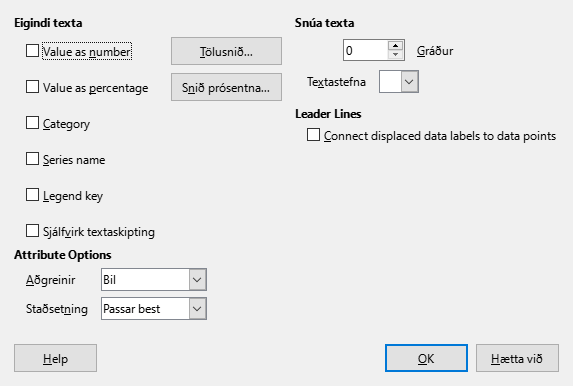 Eigindi texta
Value as number
Tölusnið...
Value as percentage
Snið prósentna...
Category
Series name
Legend key
Sjálfvirk textaskipting
Attribute Options
Aðgreinir
Bil
Staðsetning
Passar best
Snúa texta
0
Gráður
Textastefna
Leader Lines
Connect displaced data labels to data points
Help
OK
Hætta við